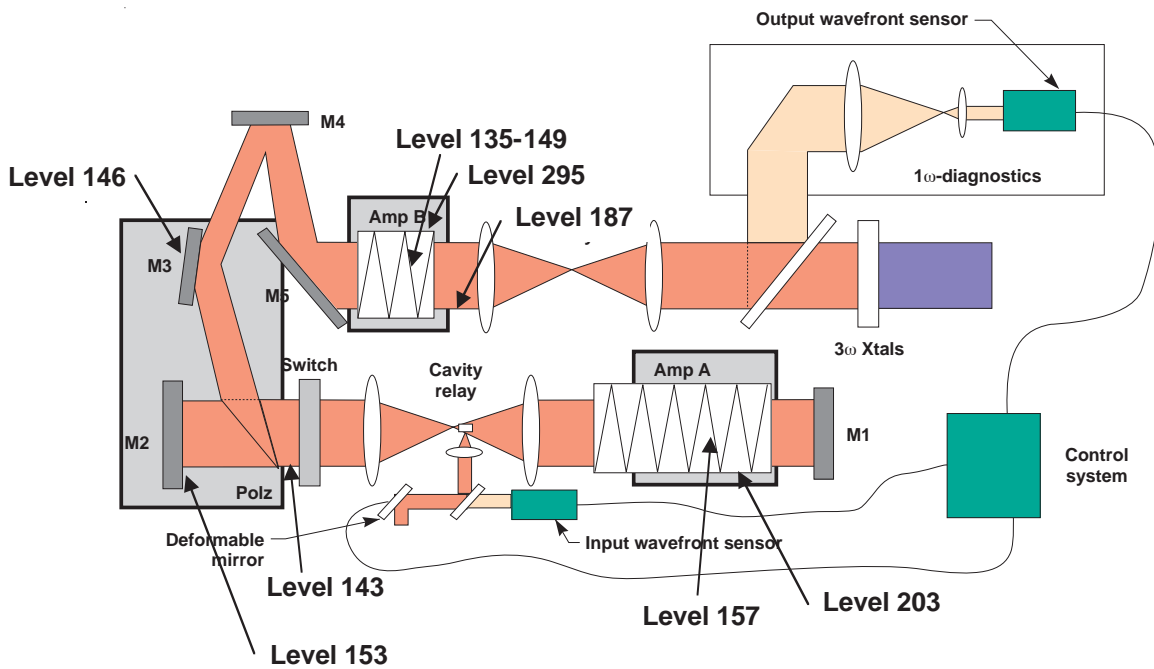 Output wavefront sensor
M4
Level 135-149
Level 146
Level 295
1ω-diagnostics
Amp B
Level 187
M3
M5
3ω Xtals
Switch
Cavity
relay
Amp A
M2
M1
Control
system
Polz
Deformable
mirror
Input wavefront sensor
Level 143
Level 157
Level 203
Level 153